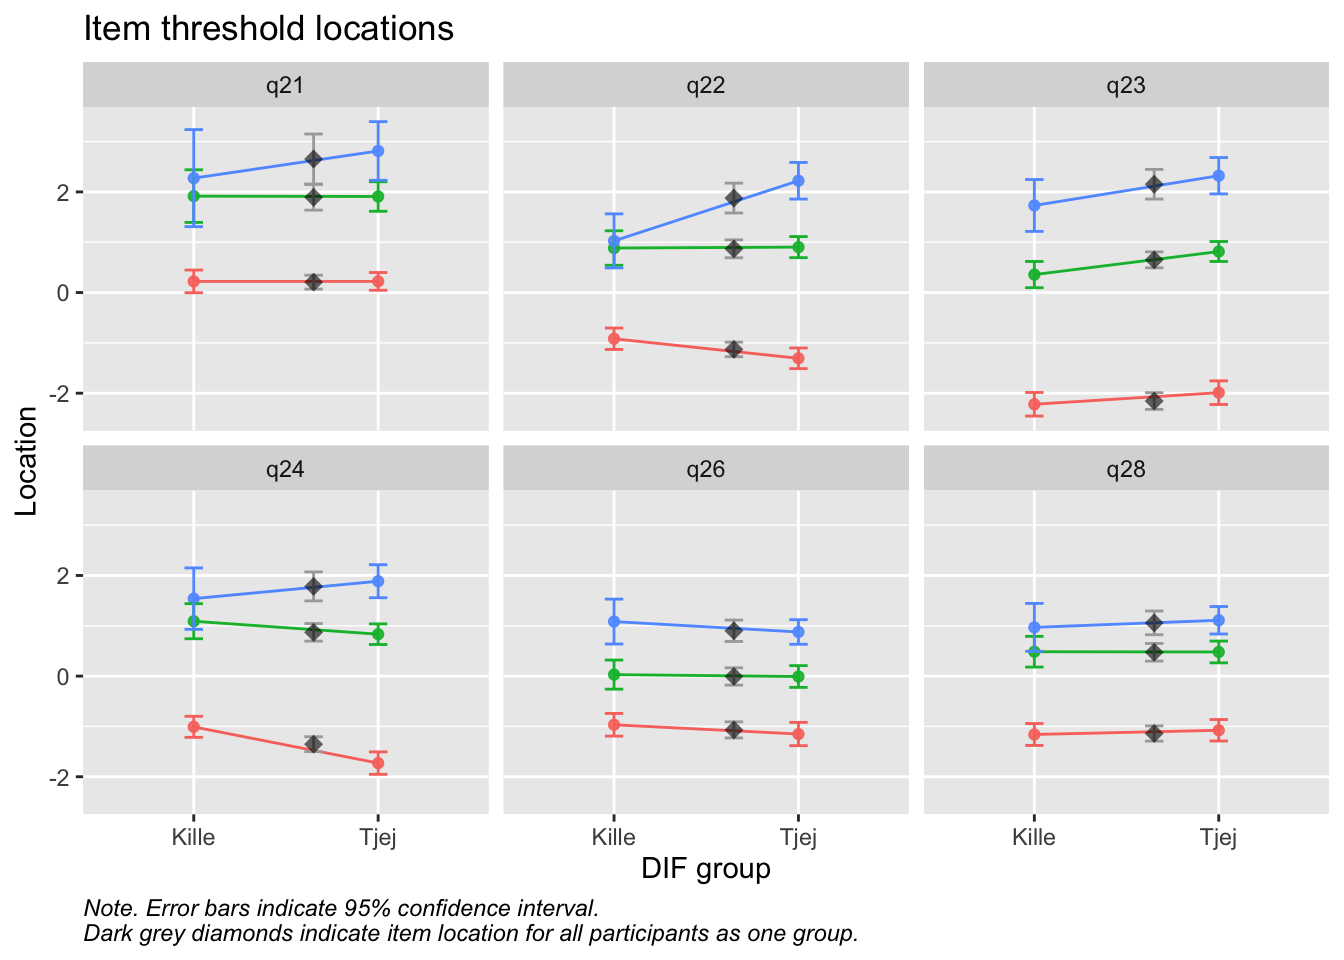 Item threshold locations
q21
q22
q23
2
0
-2
q24
q26
q28
2
0
-2
Location
Kille
Tjej
Kille
Tjej
Kille
Tjej
DIF group
Note. Error bars indicate 95% confidence interval.
Dark grey diamonds indicate item location for all participants as one group.